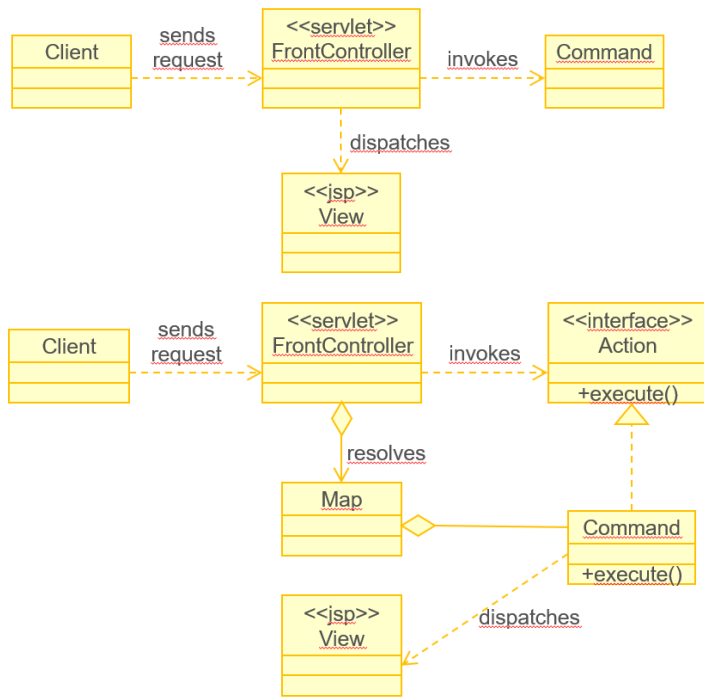 Client
sends
request
<<servlet>>
FrontController
invokes
Command
dispatches
<<jsp>>
View
Client
sends
request
<<servlet>>
FrontController
invokes
<<interface>>
Action
+execute()
resolves
Map
Command
+execute()
dispatches
<<jsp>>
View